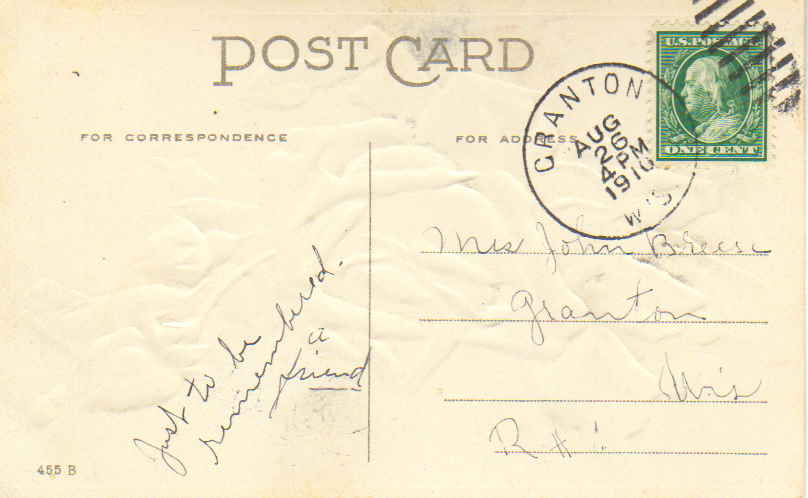 POST CARD
FOR CORRESPONDENCE
FOR ADDRESS
U.S. POSTAGE
ONE CENT
GRANTON
AUG
26
4 PM
1910
WIS
Mrs John Breese
Granton
Wis
R #1
Just to be
remembered.
a
friend
455 B